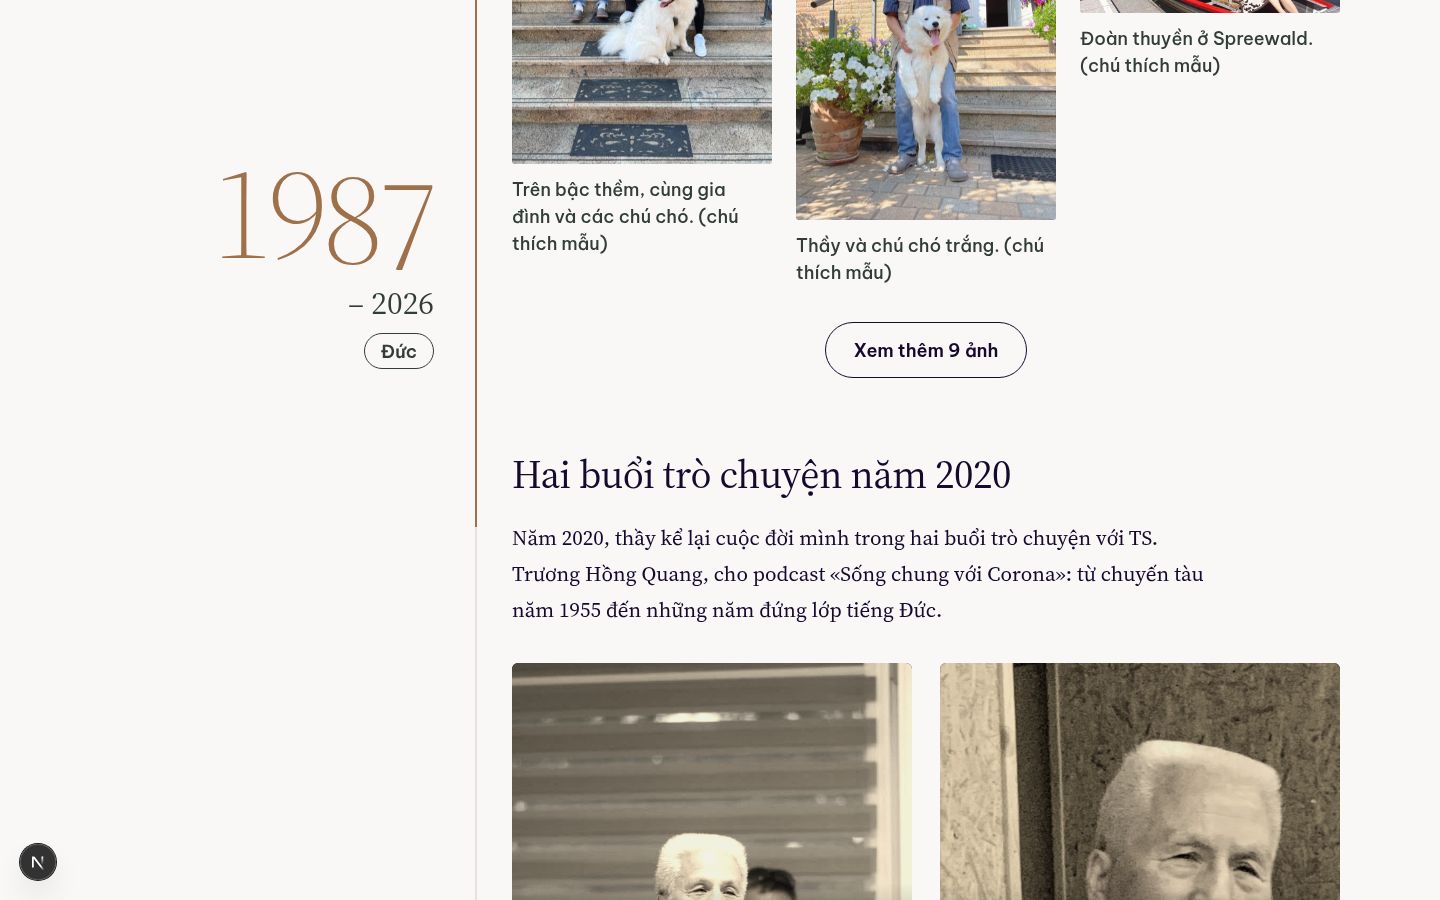 Đoàn thuyền ở Spreewald.
(chú thích mẫu)
1987
– 2026
Đức
Trên bậc thềm, cùng gia
đình và các chú chó. (chú
thích mẫu)
Thầy và chú chó trắng. (chú
thích mẫu)
Xem thêm 9 ảnh
Hai buổi trò chuyện năm 2020
Năm 2020, thầy kể lại cuộc đời mình trong hai buổi trò chuyện với TS.
Trương Hồng Quang, cho podcast «Sống chung với Corona»: từ chuyến tàu
năm 1955 đến những năm đứng lớp tiếng Đức.
N